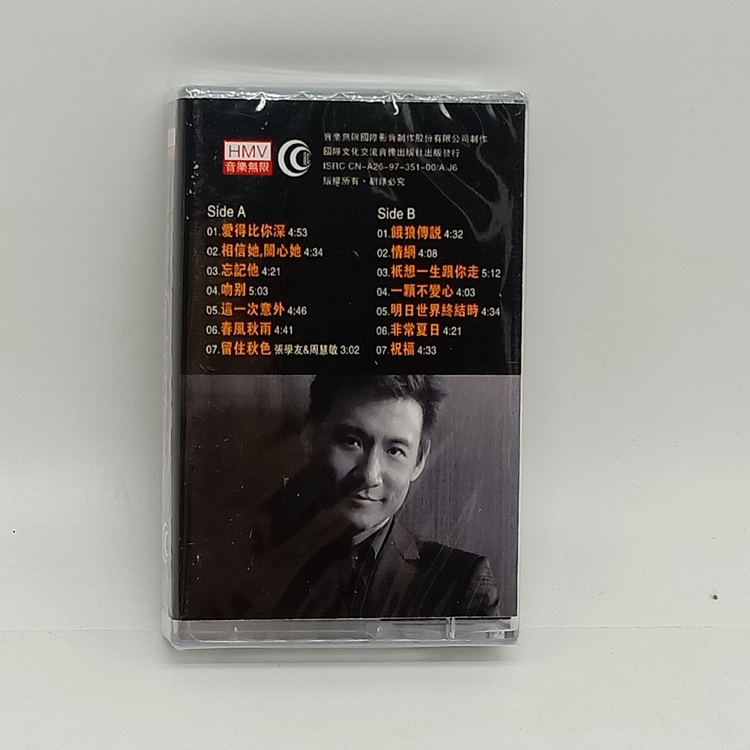 HMV
音樂無限
音樂無限國際影音制作股份有限公司制作
國際文化交流音像出版社出版發行
ISRC CN-A26-97-351-00/A.J6
版權所有·翻錄必究
Side A
01.愛得比你深 4:53
02.相信她,關心她 4:34
03.忘記他 4:21
04.吻別 5:03
05.這一次意外 4:46
06.春風秋雨 4:41
07.留住秋色 張學友&周慧敏 3:02
Side B
01.餓狼傳説 4:32
02.情網 4:08
03.祇想一生跟你走 5:12
04.一顆不變心 4:03
05.明日世界終結時 4:34
06.非常夏日 4:21
07.祝福 4:33